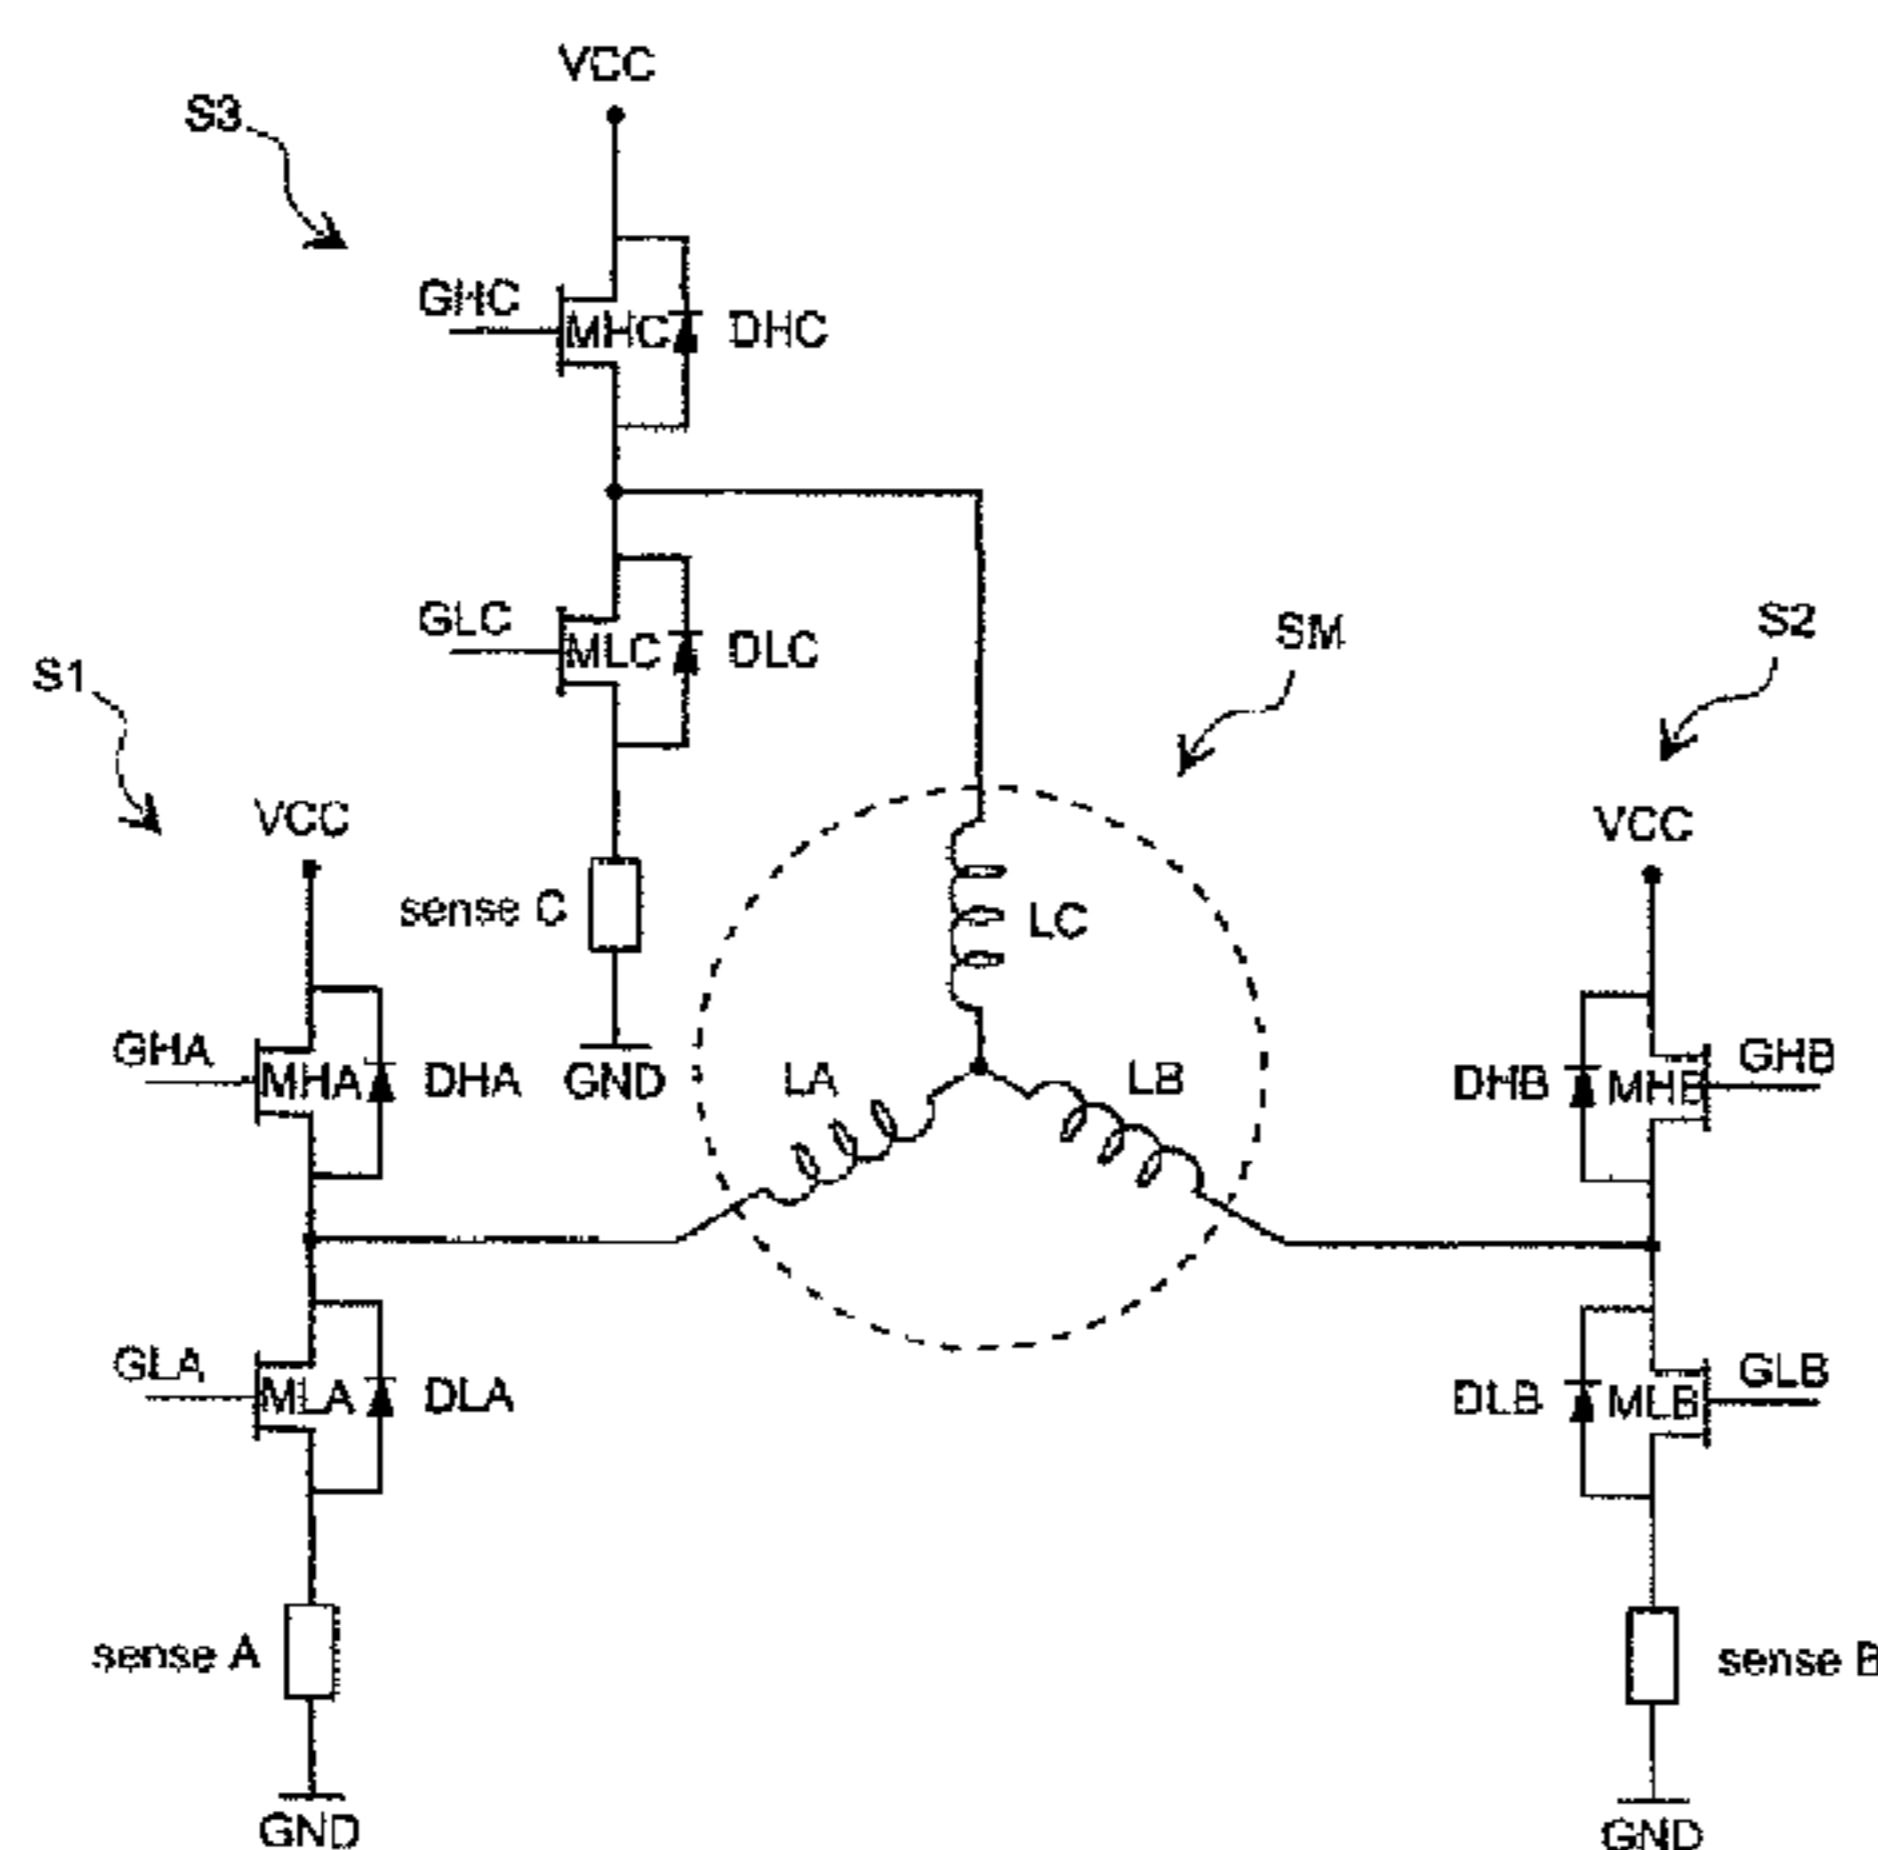 VCC
S3
GHC
MHC
DHC
GLC
MLC
DLC
SM
S2
S1
VCC
VCC
sense C
LC
GHA
MHA
DHA
GND
LA
LB
DHB
MHB
GHB
GLA
MLA
DLA
DLB
MLB
GLB
sense A
sense B
GND
GND